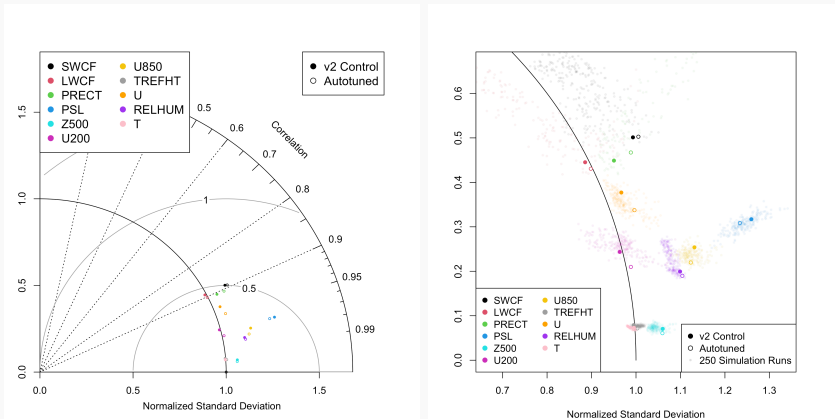 SWCF
LWCF
PRECT
PSL
Z500
U200
U850
TREFHT
U
RELHUM
T
v2 Control
Autotuned
Correlation
0.5
0.6
0.7
0.8
0.9
0.95
0.99
1
0.5
1.5
1.0
0.5
0.0
0.0 0.5 1.0 1.5
Normalized Standard Deviation
0.6
0.5
0.4
0.3
0.2
0.1
0.0
SWCF
LWCF
PRECT
PSL
Z500
U200
U850
TREFHT
U
RELHUM
T
v2 Control
Autotuned
250 Simulation Runs
0.7 0.8 0.9 1.0 1.1 1.2 1.3
Normalized Standard Deviation